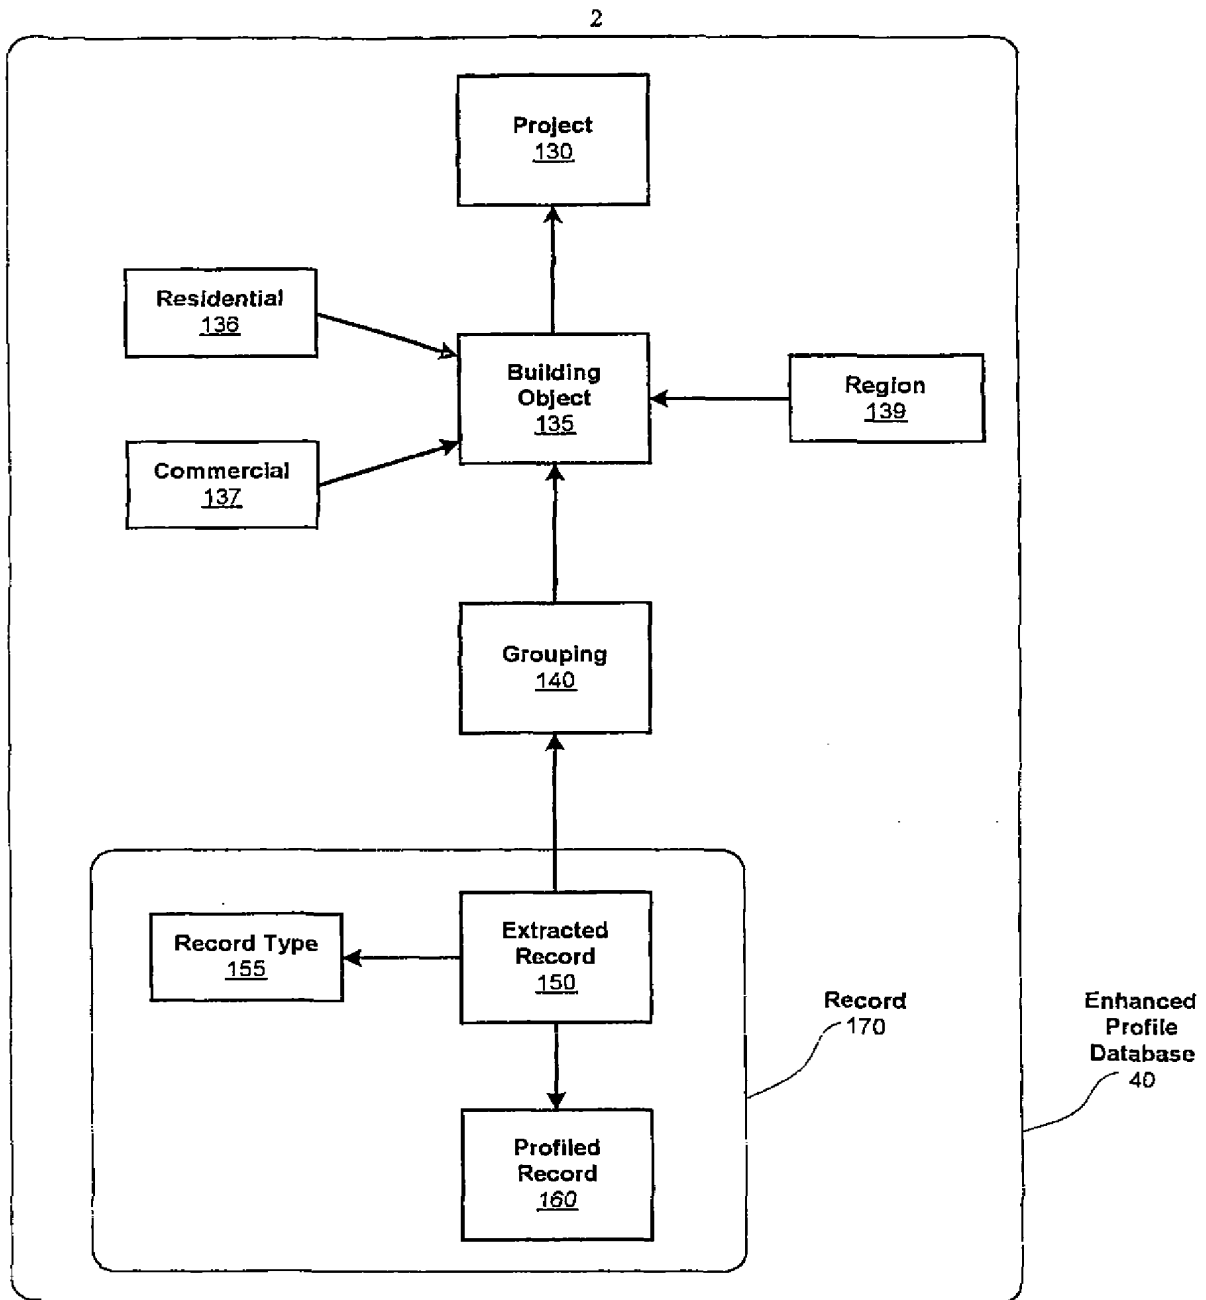 2
Project
130
Residential
136
Building
Object
135
Region
139
Commercial
137
Grouping
140
Record Type
155
Extracted
Record
150
Record
170
Enhanced
Profile
Database
40
Profiled
Record
160